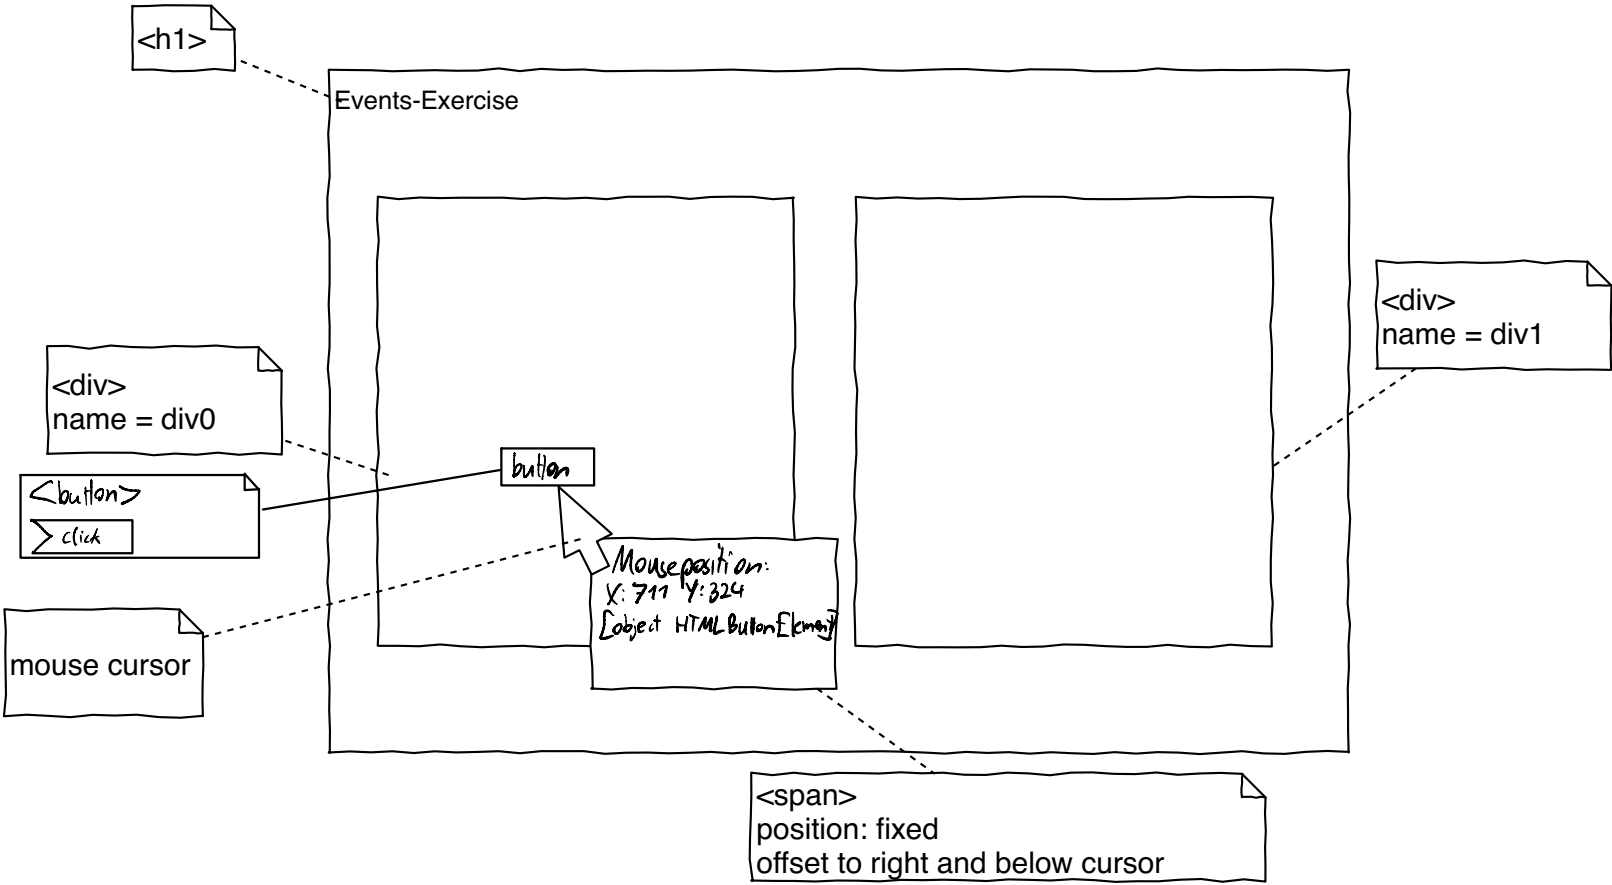 <h1>
Events-Exercise
<div>
name = div1
<div>
name = div0
button
<button>
click
Mouseposition:
X: 711 Y: 324
[object HTMLButtonElement]
mouse cursor
<span>
position: fixed
offset to right and below cursor